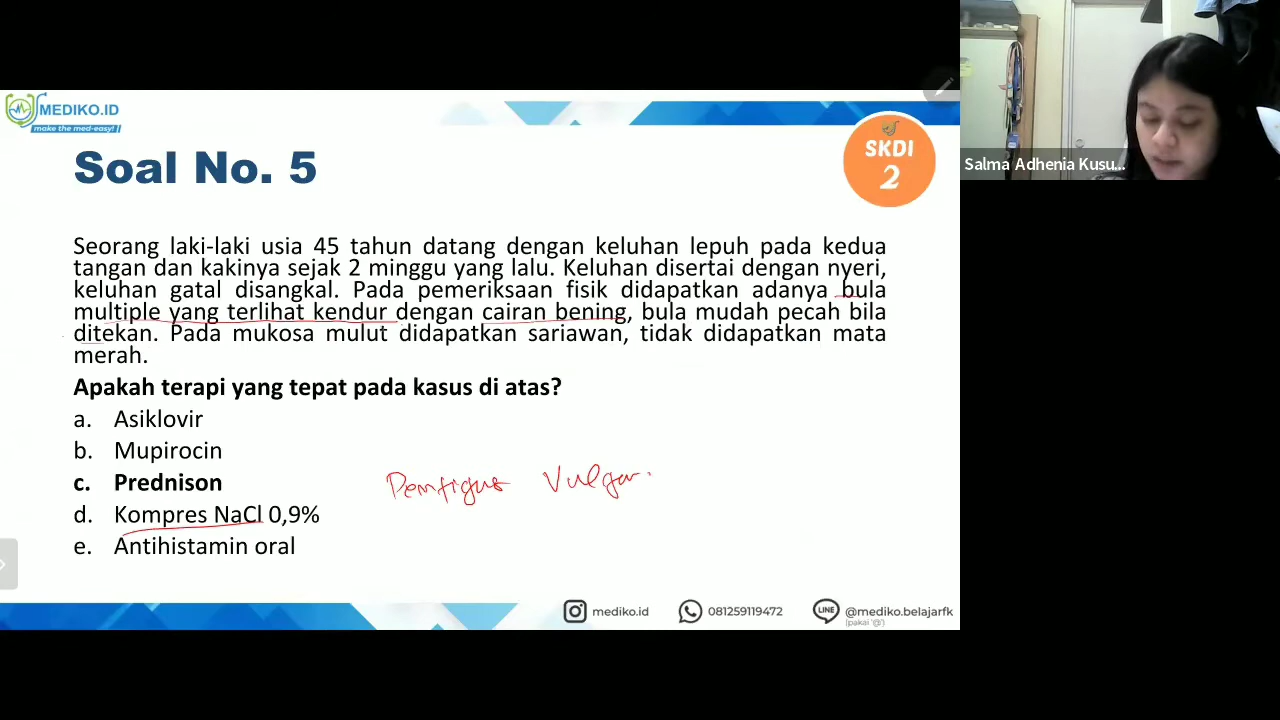 MEDIKO.ID
make the med-easy!
Soal No. 5
SKDI
2
Salma Adhenia Kusu...
Seorang laki-laki usia 45 tahun datang dengan keluhan lepuh pada kedua
tangan dan kakinya sejak 2 minggu yang lalu. Keluhan disertai dengan nyeri,
keluhan gatal disangkal. Pada pemeriksaan fisik didapatkan adanya bula
multiple yang terlihat kendur dengan cairan bening, bula mudah pecah bila
ditekan. Pada mukosa mulut didapatkan sariawan, tidak didapatkan mata
merah.
Apakah terapi yang tepat pada kasus di atas?
a. Asiklovir
b. Mupirocin
c. Prednison
Pemfigus Vulgar.
d. Kompres NaCl 0,9%
e. Antihistamin oral
mediko.id
081259119472
LINE
@mediko.belajarfk
(pakai '@')